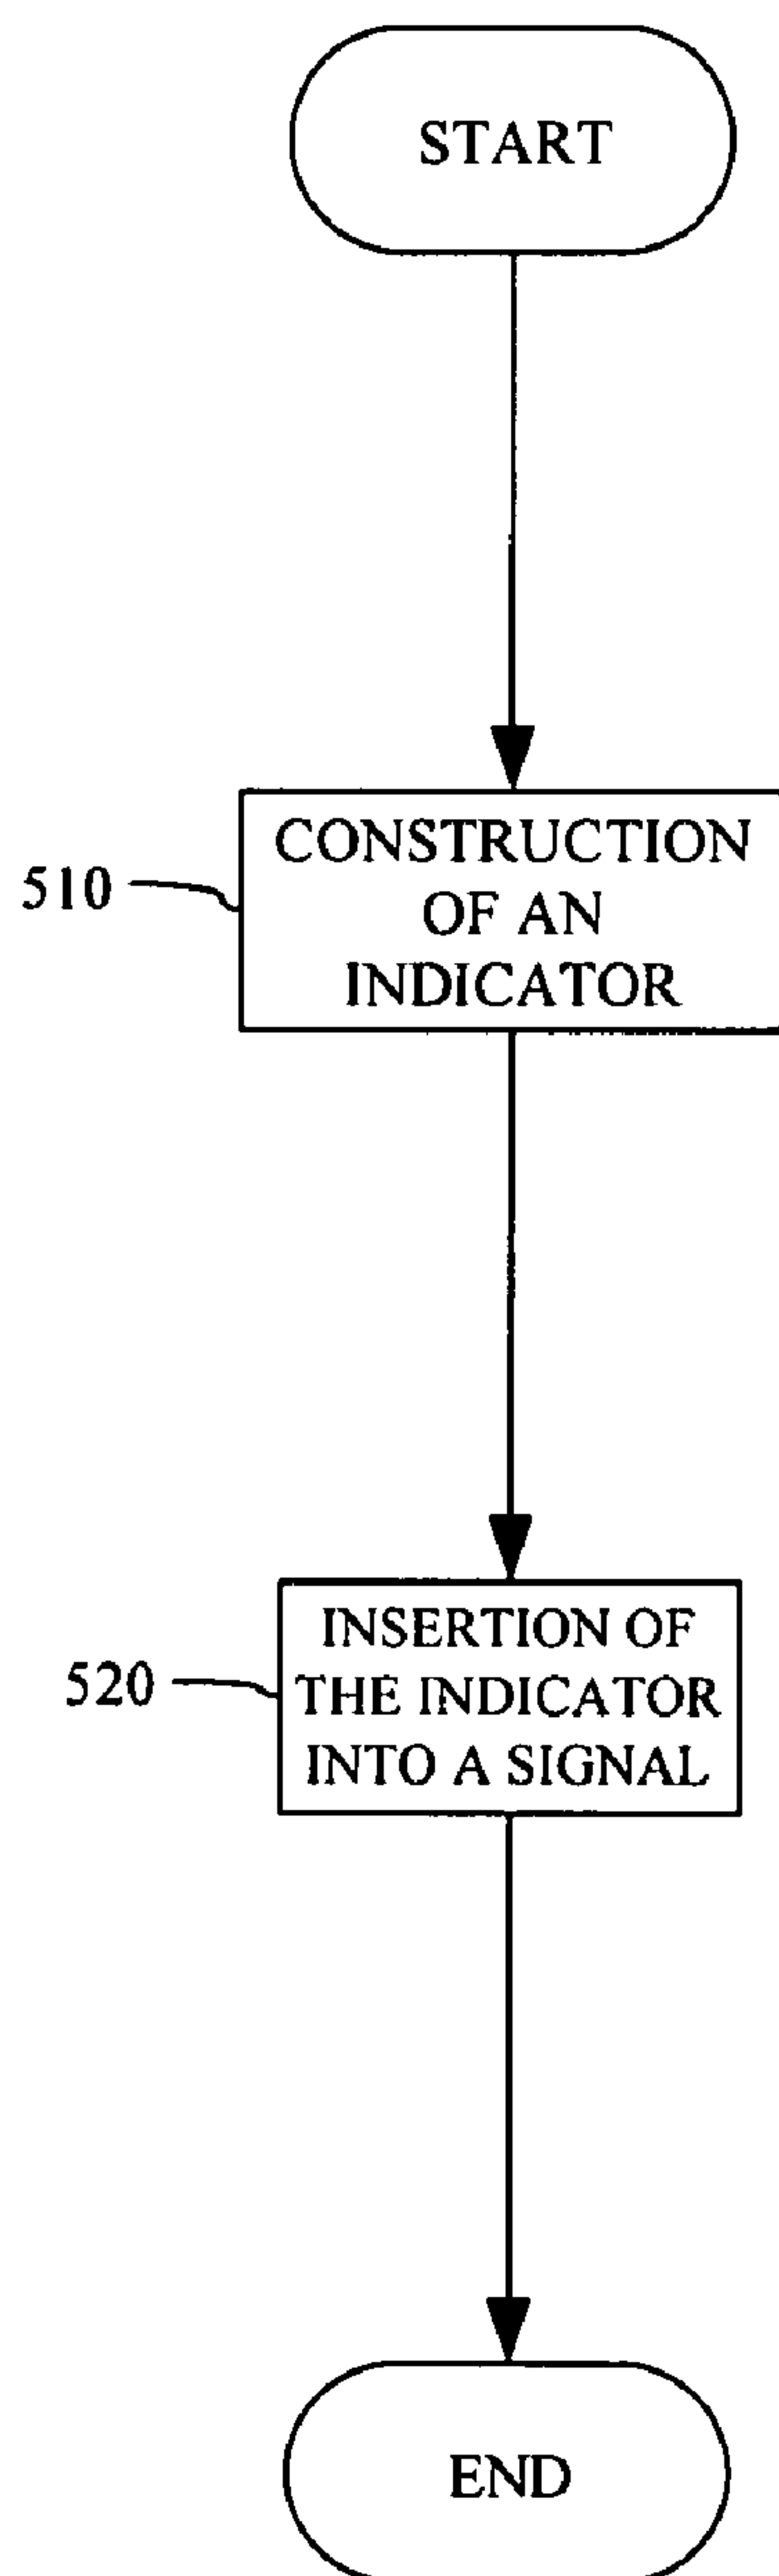 START
510
CONSTRUCTION
OF AN
INDICATOR
520
INSERTION OF
THE INDICATOR
INTO A SIGNAL
END